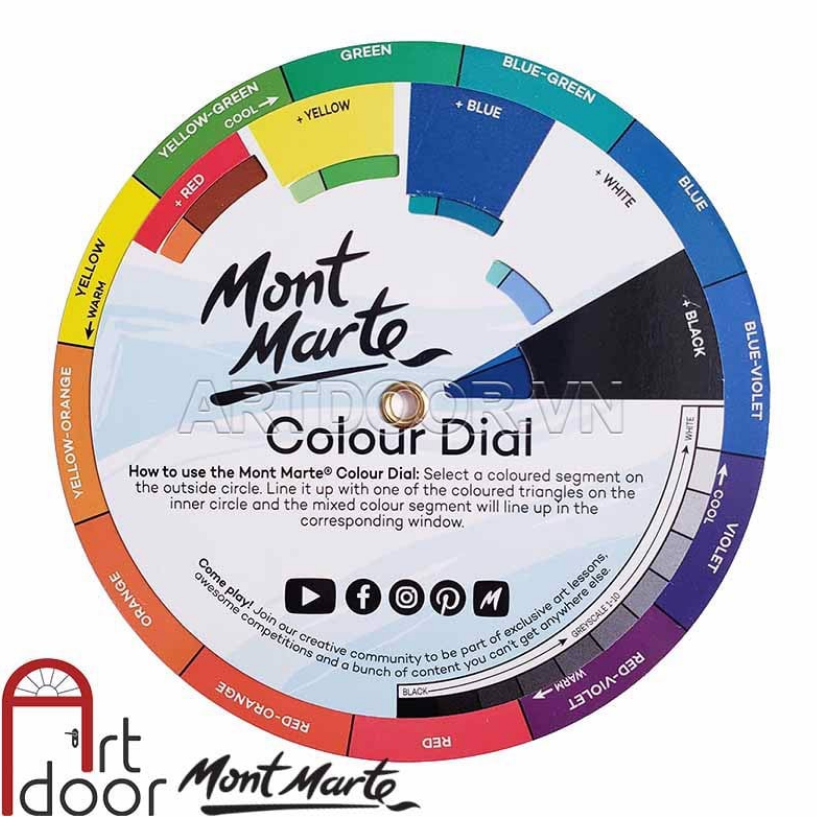 GREEN
BLUE-GREEN
BLUE
BLUE-VIOLET
VIOLET
COOL
RED-VIOLET
WARM
RED
RED-ORANGE
ORANGE
YELLOW-ORANGE
YELLOW
WARM
YELLOW-GREEN
COOL
+ RED
+ YELLOW
+ BLUE
+ WHITE
+ BLACK
Mont
Marte
ARTDOOR.VN
Colour Dial
How to use the Mont Marte® Colour Dial: Select a coloured segment on
the outside circle. Line it up with one of the coloured triangles on the
inner circle and the mixed colour segment will line up in the
corresponding window.
WHITE
GREYSCALE 1-10
BLACK
Come play! Join our creative community to be part of exclusive art lessons,
awesome competitions and a bunch of content you can't get anywhere else.
M
Art
door
Mont Marte